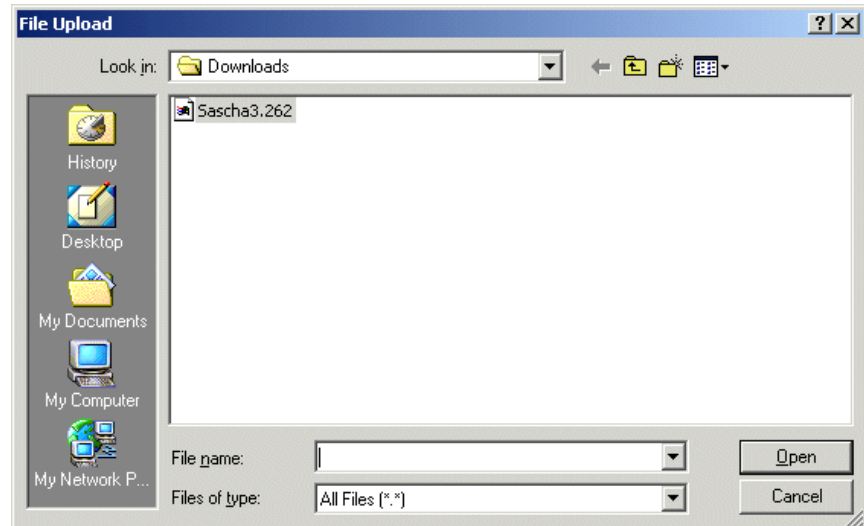 File Upload
Look in: Downloads
Sascha3.262
History
Desktop
My Documents
My Computer
My Network P...
File name:
Open
Files of type: All Files (*.*)
Cancel